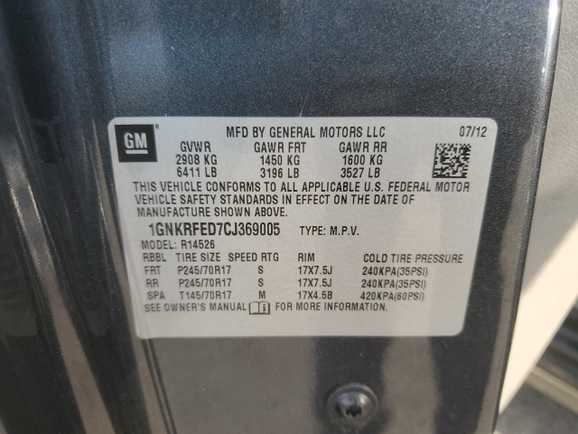 GM
MFD BY GENERAL MOTORS LLC 07/12
GVWR GAWR FRT GAWR RR
2908 KG 1450 KG 1600 KG
6411 LB 3196 LB 3527 LB
THIS VEHICLE CONFORMS TO ALL APPLICABLE U.S. FEDERAL MOTOR
VEHICLE SAFETY STANDARDS IN EFFECT ON THE DATE OF
MANUFACTURE SHOWN ABOVE.
1GNKRFED7CJ369005 TYPE: M.P.V.
MODEL: R14526
RBBL TIRE SIZE SPEED RTG RIM COLD TIRE PRESSURE
FRT P245/70R17 S 17X7.5J 240KPA(35PSI)
RR P245/70R17 S 17X7.5J 240KPA(35PSI)
SPA T145/70R17 M 17X4.5B 420KPA(60PSI)
SEE OWNER'S MANUAL FOR MORE INFORMATION